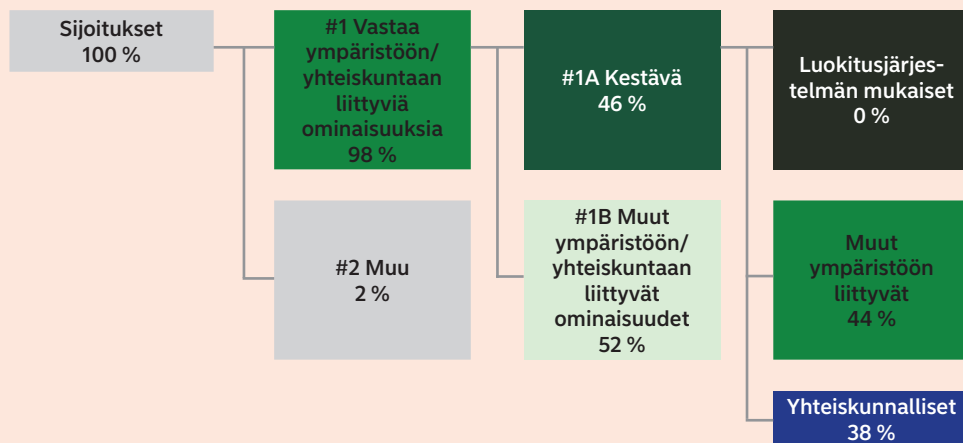 Sijoitukset
100 %
#1 Vastaa
ympäristöön/
yhteiskuntaan
liittyviä
ominaisuuksia
98 %
#2 Muu
2 %
#1A Kestävä
46 %
#1B Muut
ympäristöön/
yhteiskuntaan
liittyvät
ominaisuudet
52 %
Luokitusjärjes-
telmän mukaiset
0 %
Muut
ympäristöön
liittyvät
44 %
Yhteiskunnalliset
38 %